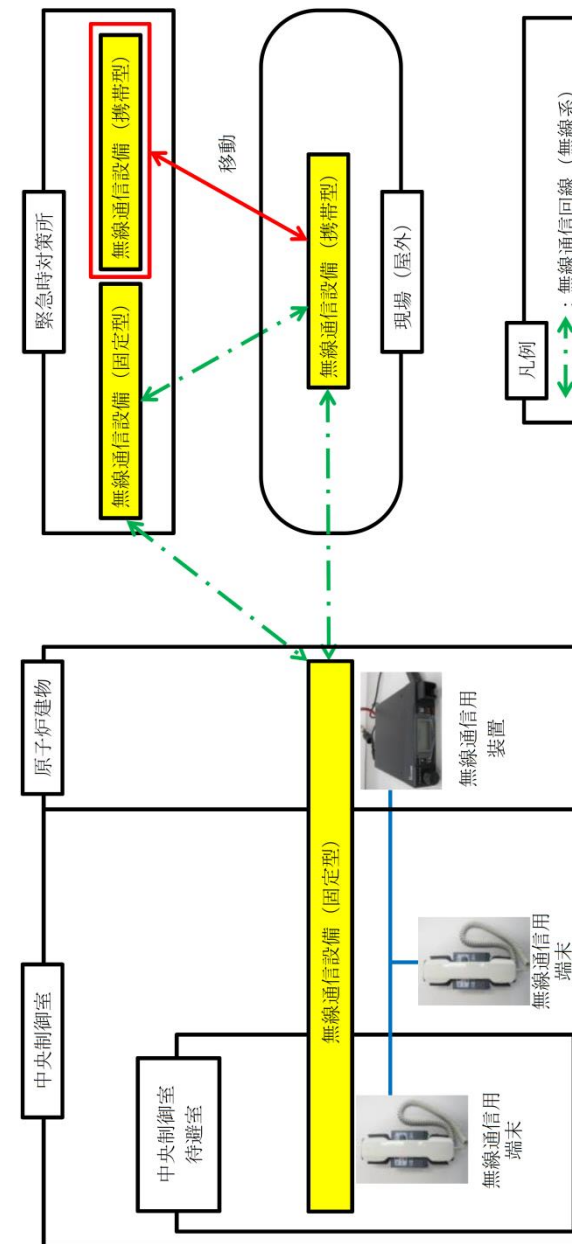 中央制御室
原子炉建物
緊急時対策所
中央制御室
待避室
無線通信設備（固定型）
無線通信設備（固定型）
無線通信設備（携帯型）
移動
無線通信設備（携帯型）
現場（屋外）
無線通信用
端末
無線通信用
端末
無線通信用
装置
凡例
：無線通信回線（無線系）